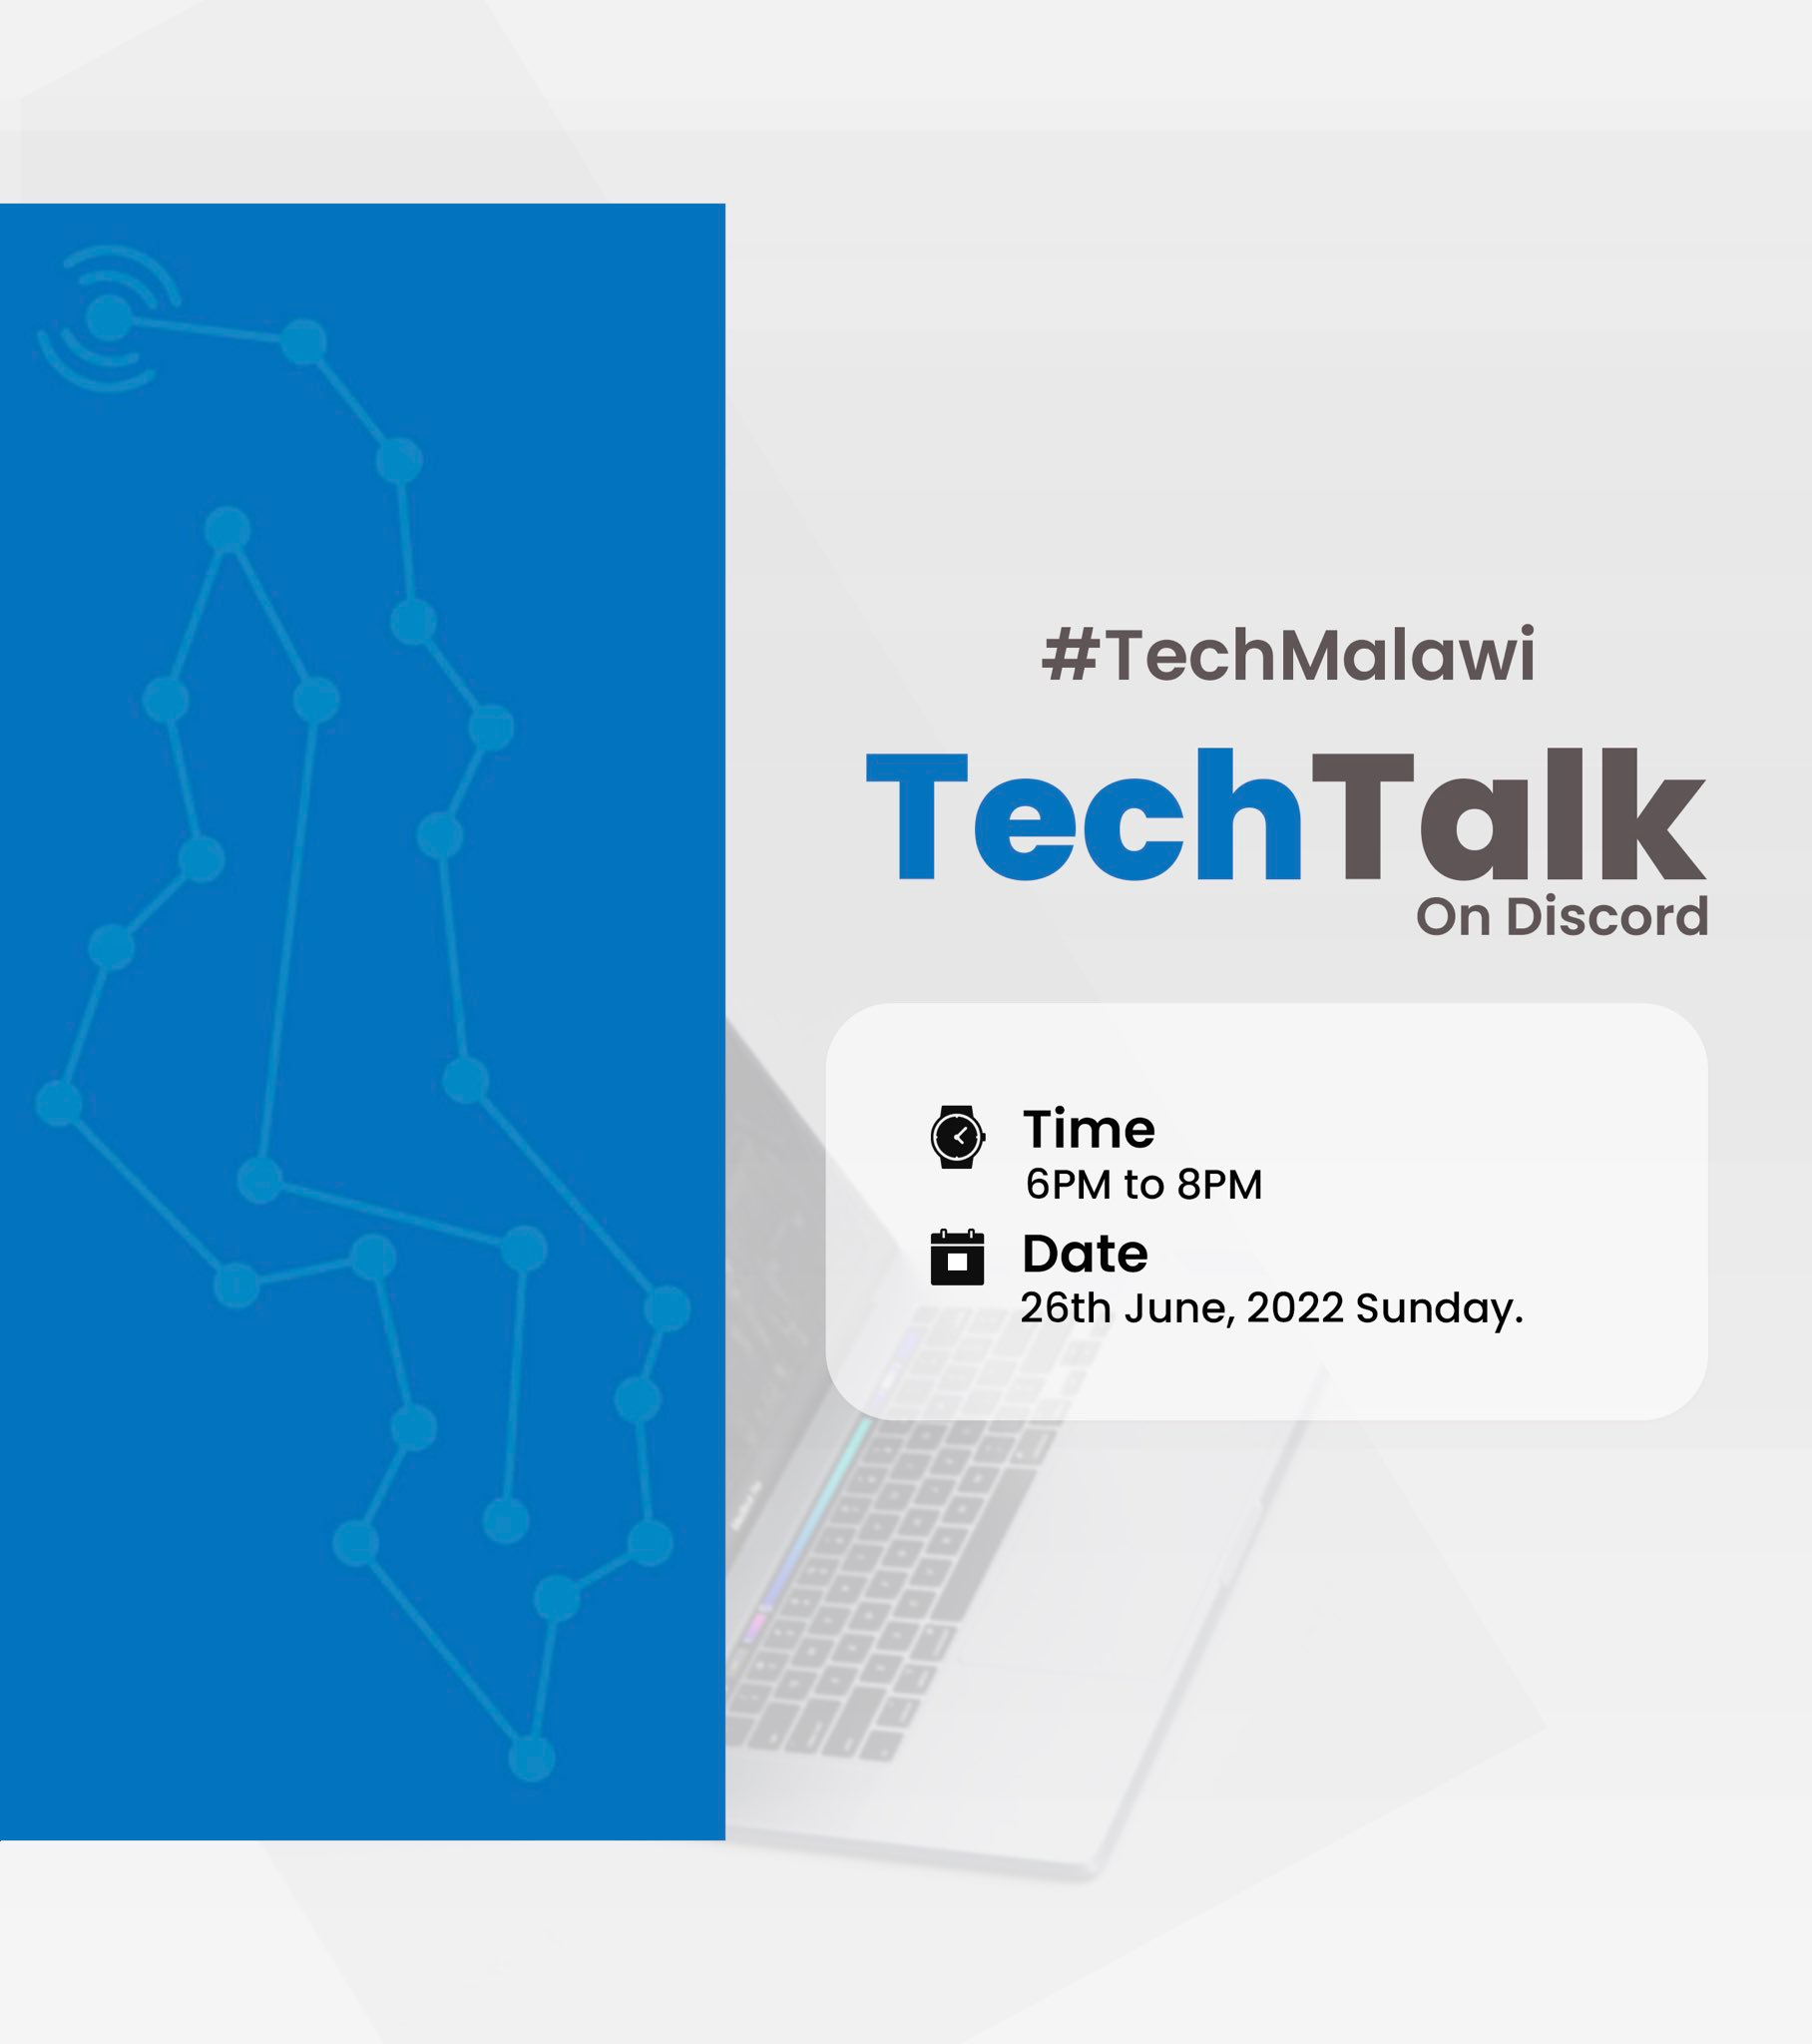 #TechMalawi
TechTalk
On Discord
Time
6PM to 8PM
Date
26th June, 2022 Sunday.